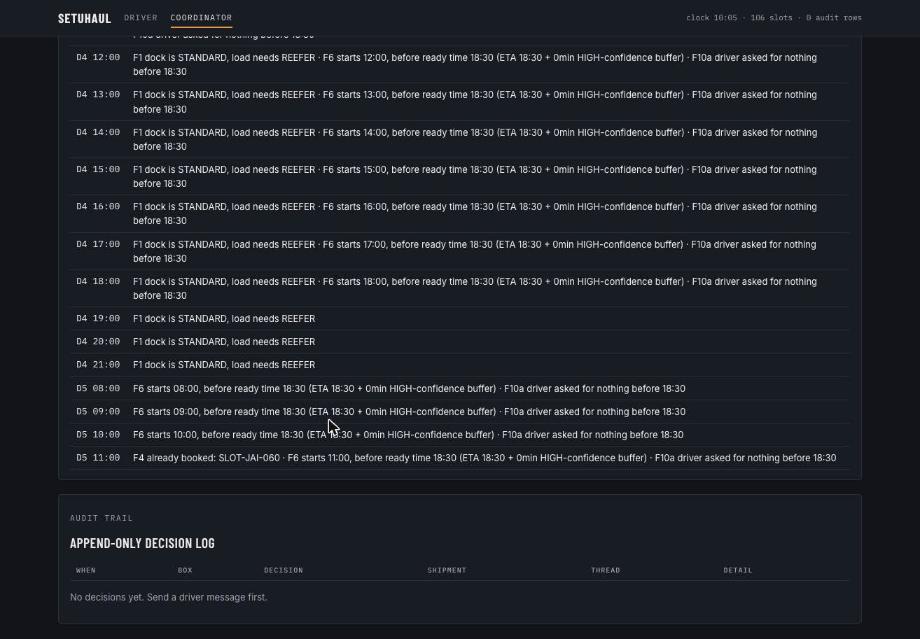 SETUHAUL DRIVER COORDINATOR clock 10:05 · 106 slots · 0 audit rows
D4 12:00 F1 dock is STANDARD, load needs REEFER · F6 starts 12:00, before ready time 18:30 (ETA 18:30 + 0min HIGH-confidence buffer) · F10a driver asked for nothing
before 18:30
D4 13:00 F1 dock is STANDARD, load needs REEFER · F6 starts 13:00, before ready time 18:30 (ETA 18:30 + 0min HIGH-confidence buffer) · F10a driver asked for nothing
before 18:30
D4 14:00 F1 dock is STANDARD, load needs REEFER · F6 starts 14:00, before ready time 18:30 (ETA 18:30 + 0min HIGH-confidence buffer) · F10a driver asked for nothing
before 18:30
D4 15:00 F1 dock is STANDARD, load needs REEFER · F6 starts 15:00, before ready time 18:30 (ETA 18:30 + 0min HIGH-confidence buffer) · F10a driver asked for nothing
before 18:30
D4 16:00 F1 dock is STANDARD, load needs REEFER · F6 starts 16:00, before ready time 18:30 (ETA 18:30 + 0min HIGH-confidence buffer) · F10a driver asked for nothing
before 18:30
D4 17:00 F1 dock is STANDARD, load needs REEFER · F6 starts 17:00, before ready time 18:30 (ETA 18:30 + 0min HIGH-confidence buffer) · F10a driver asked for nothing
before 18:30
D4 18:00 F1 dock is STANDARD, load needs REEFER · F6 starts 18:00, before ready time 18:30 (ETA 18:30 + 0min HIGH-confidence buffer) · F10a driver asked for nothing
before 18:30
D4 19:00 F1 dock is STANDARD, load needs REEFER
D4 20:00 F1 dock is STANDARD, load needs REEFER
D4 21:00 F1 dock is STANDARD, load needs REEFER
D5 08:00 F6 starts 08:00, before ready time 18:30 (ETA 18:30 + 0min HIGH-confidence buffer) · F10a driver asked for nothing before 18:30
D5 09:00 F6 starts 09:00, before ready time 18:30 (ETA 18:30 + 0min HIGH-confidence buffer) · F10a driver asked for nothing before 18:30
D5 10:00 F6 starts 10:00, before ready time 18:30 (ETA 18:30 + 0min HIGH-confidence buffer) · F10a driver asked for nothing before 18:30
D5 11:00 F4 already booked: SLOT-JAI-060 · F6 starts 11:00, before ready time 18:30 (ETA 18:30 + 0min HIGH-confidence buffer) · F10a driver asked for nothing before 18:30
AUDIT TRAIL
APPEND-ONLY DECISION LOG
WHEN BOX DECISION SHIPMENT THREAD DETAIL
No decisions yet. Send a driver message first.